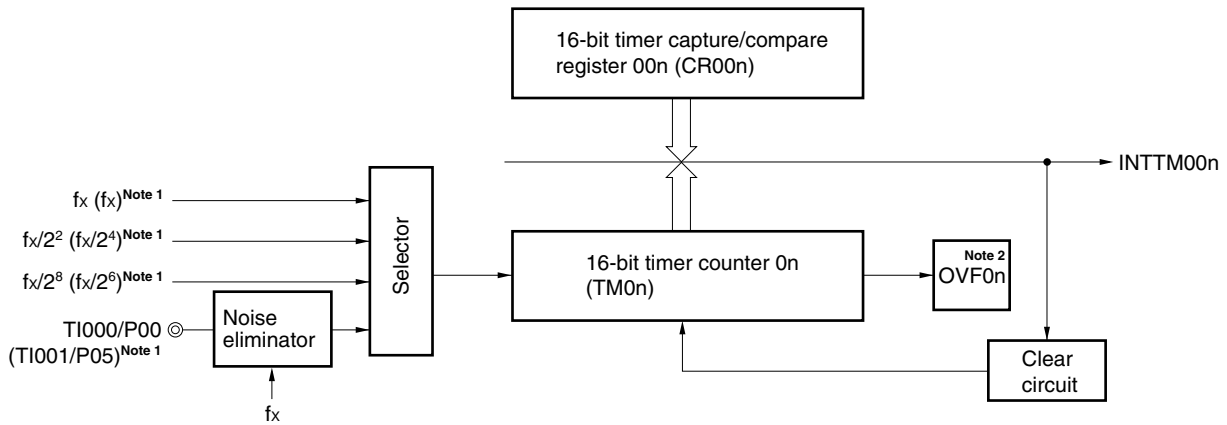 16-bit timer capture/compare
register 00n (CR00n)
INTTM00n
fX (fX)Note 1
fX/2² (fX/2⁴)Note 1
fX/2⁸ (fX/2⁶)Note 1
TI000/P00
(TI001/P05)Note 1
Noise
eliminator
fX
Selector
16-bit timer counter 0n
(TM0n)
Note 2
OVF0n
Clear
circuit